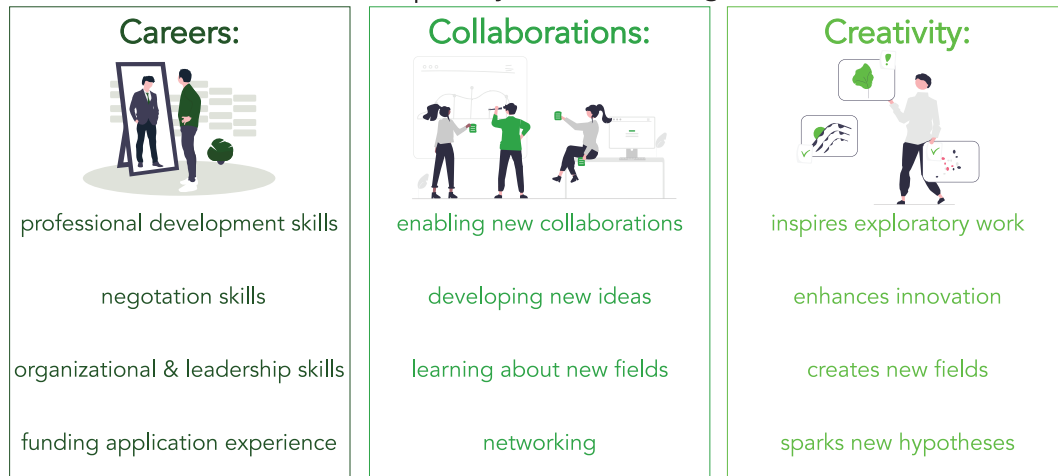 Careers:
professional development skills
negotation skills
organizational & leadership skills
funding application experience
Collaborations:
enabling new collaborations
developing new ideas
learning about new fields
networking
Creativity:
inspires exploratory work
enhances innovation
creates new fields
sparks new hypotheses